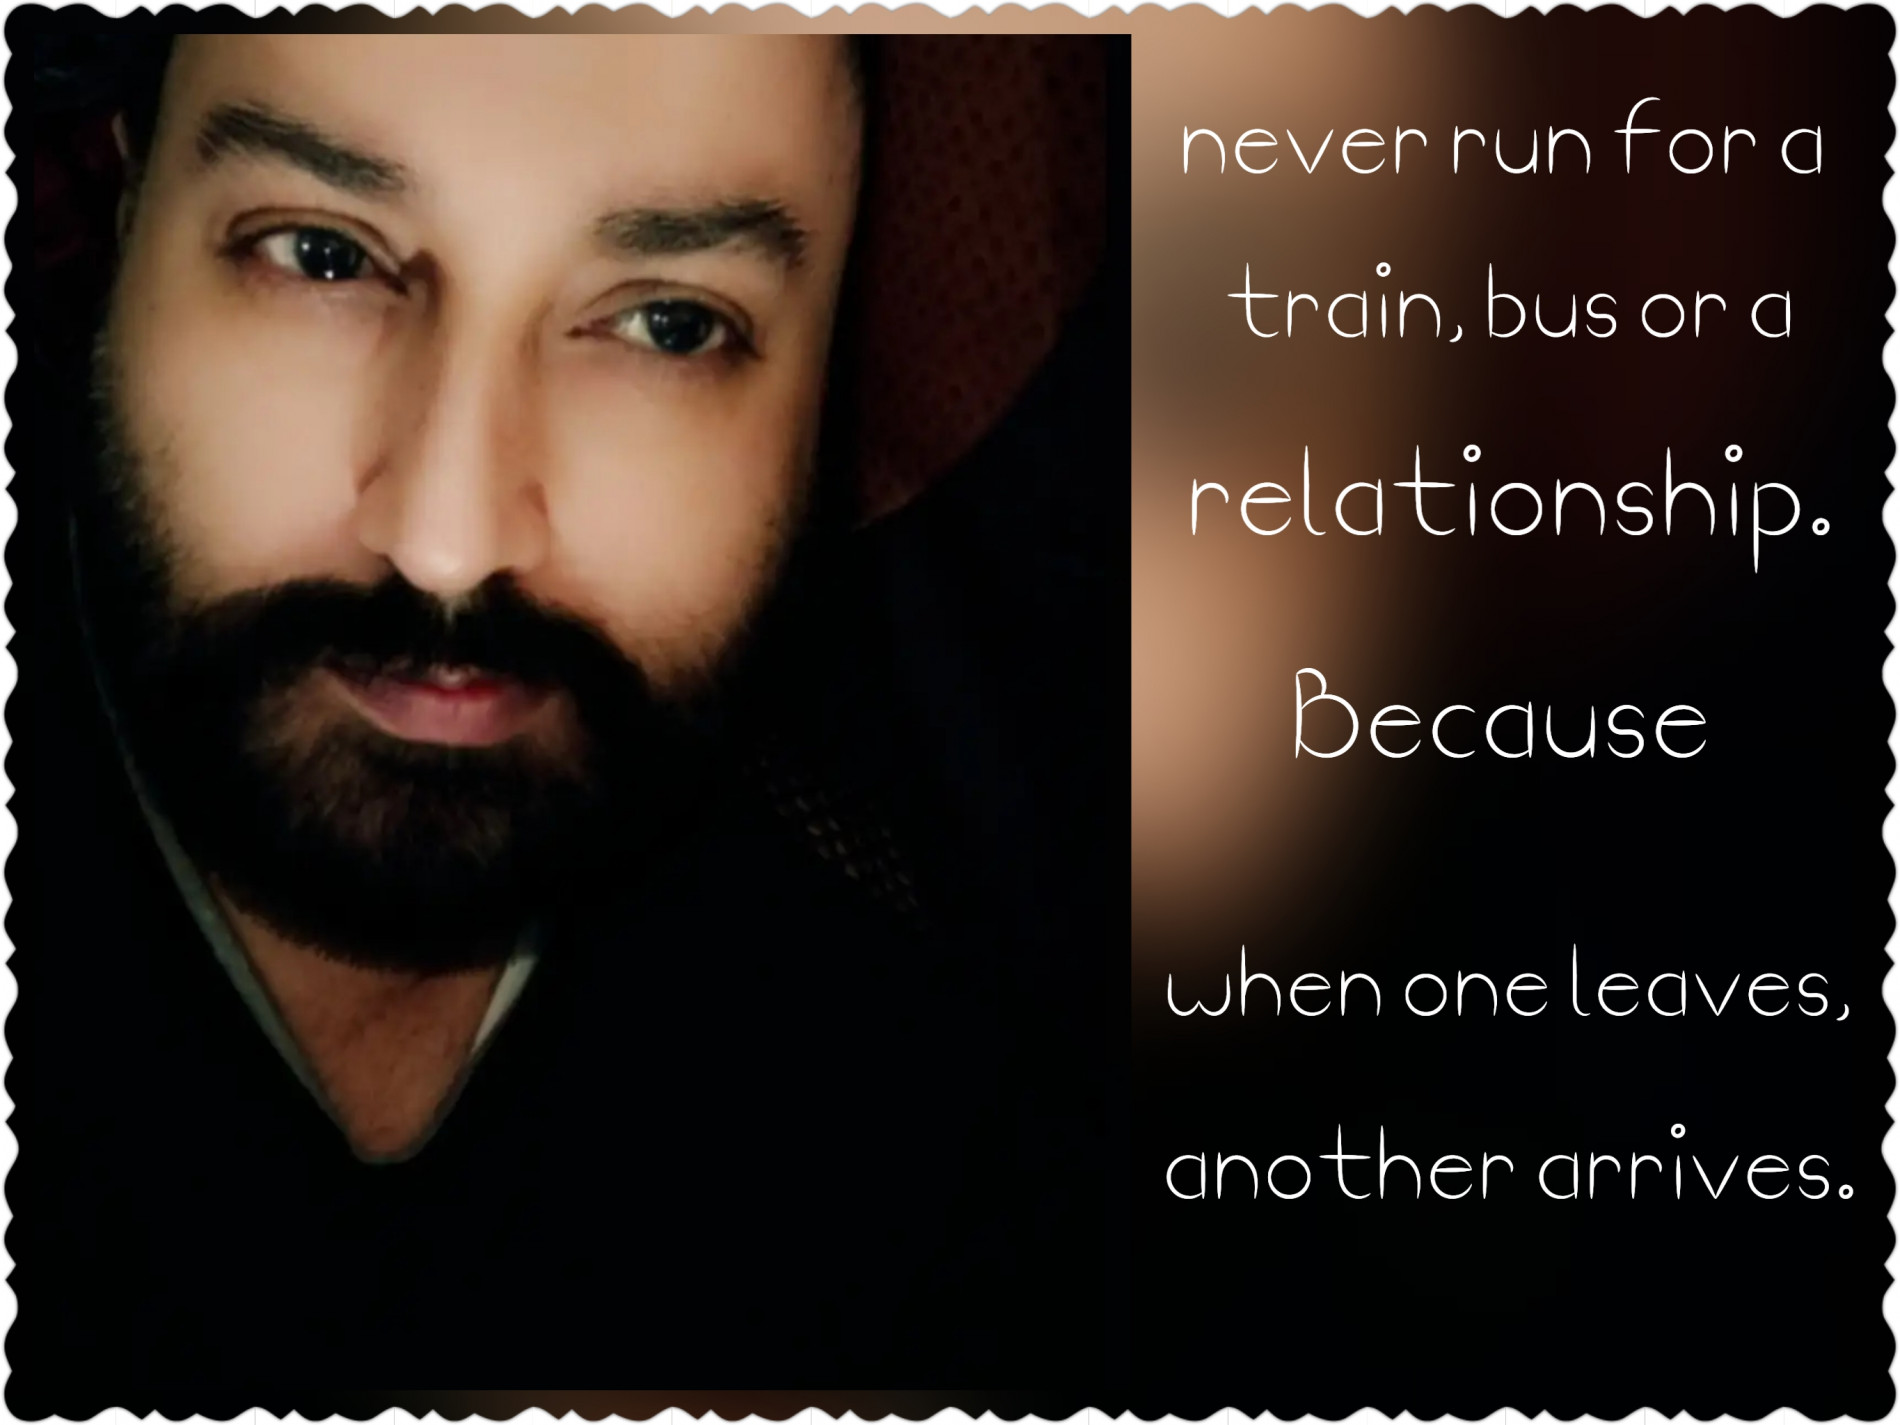 never run for a
train, bus or a
relationship.
Because
when one leaves,
another arrives.